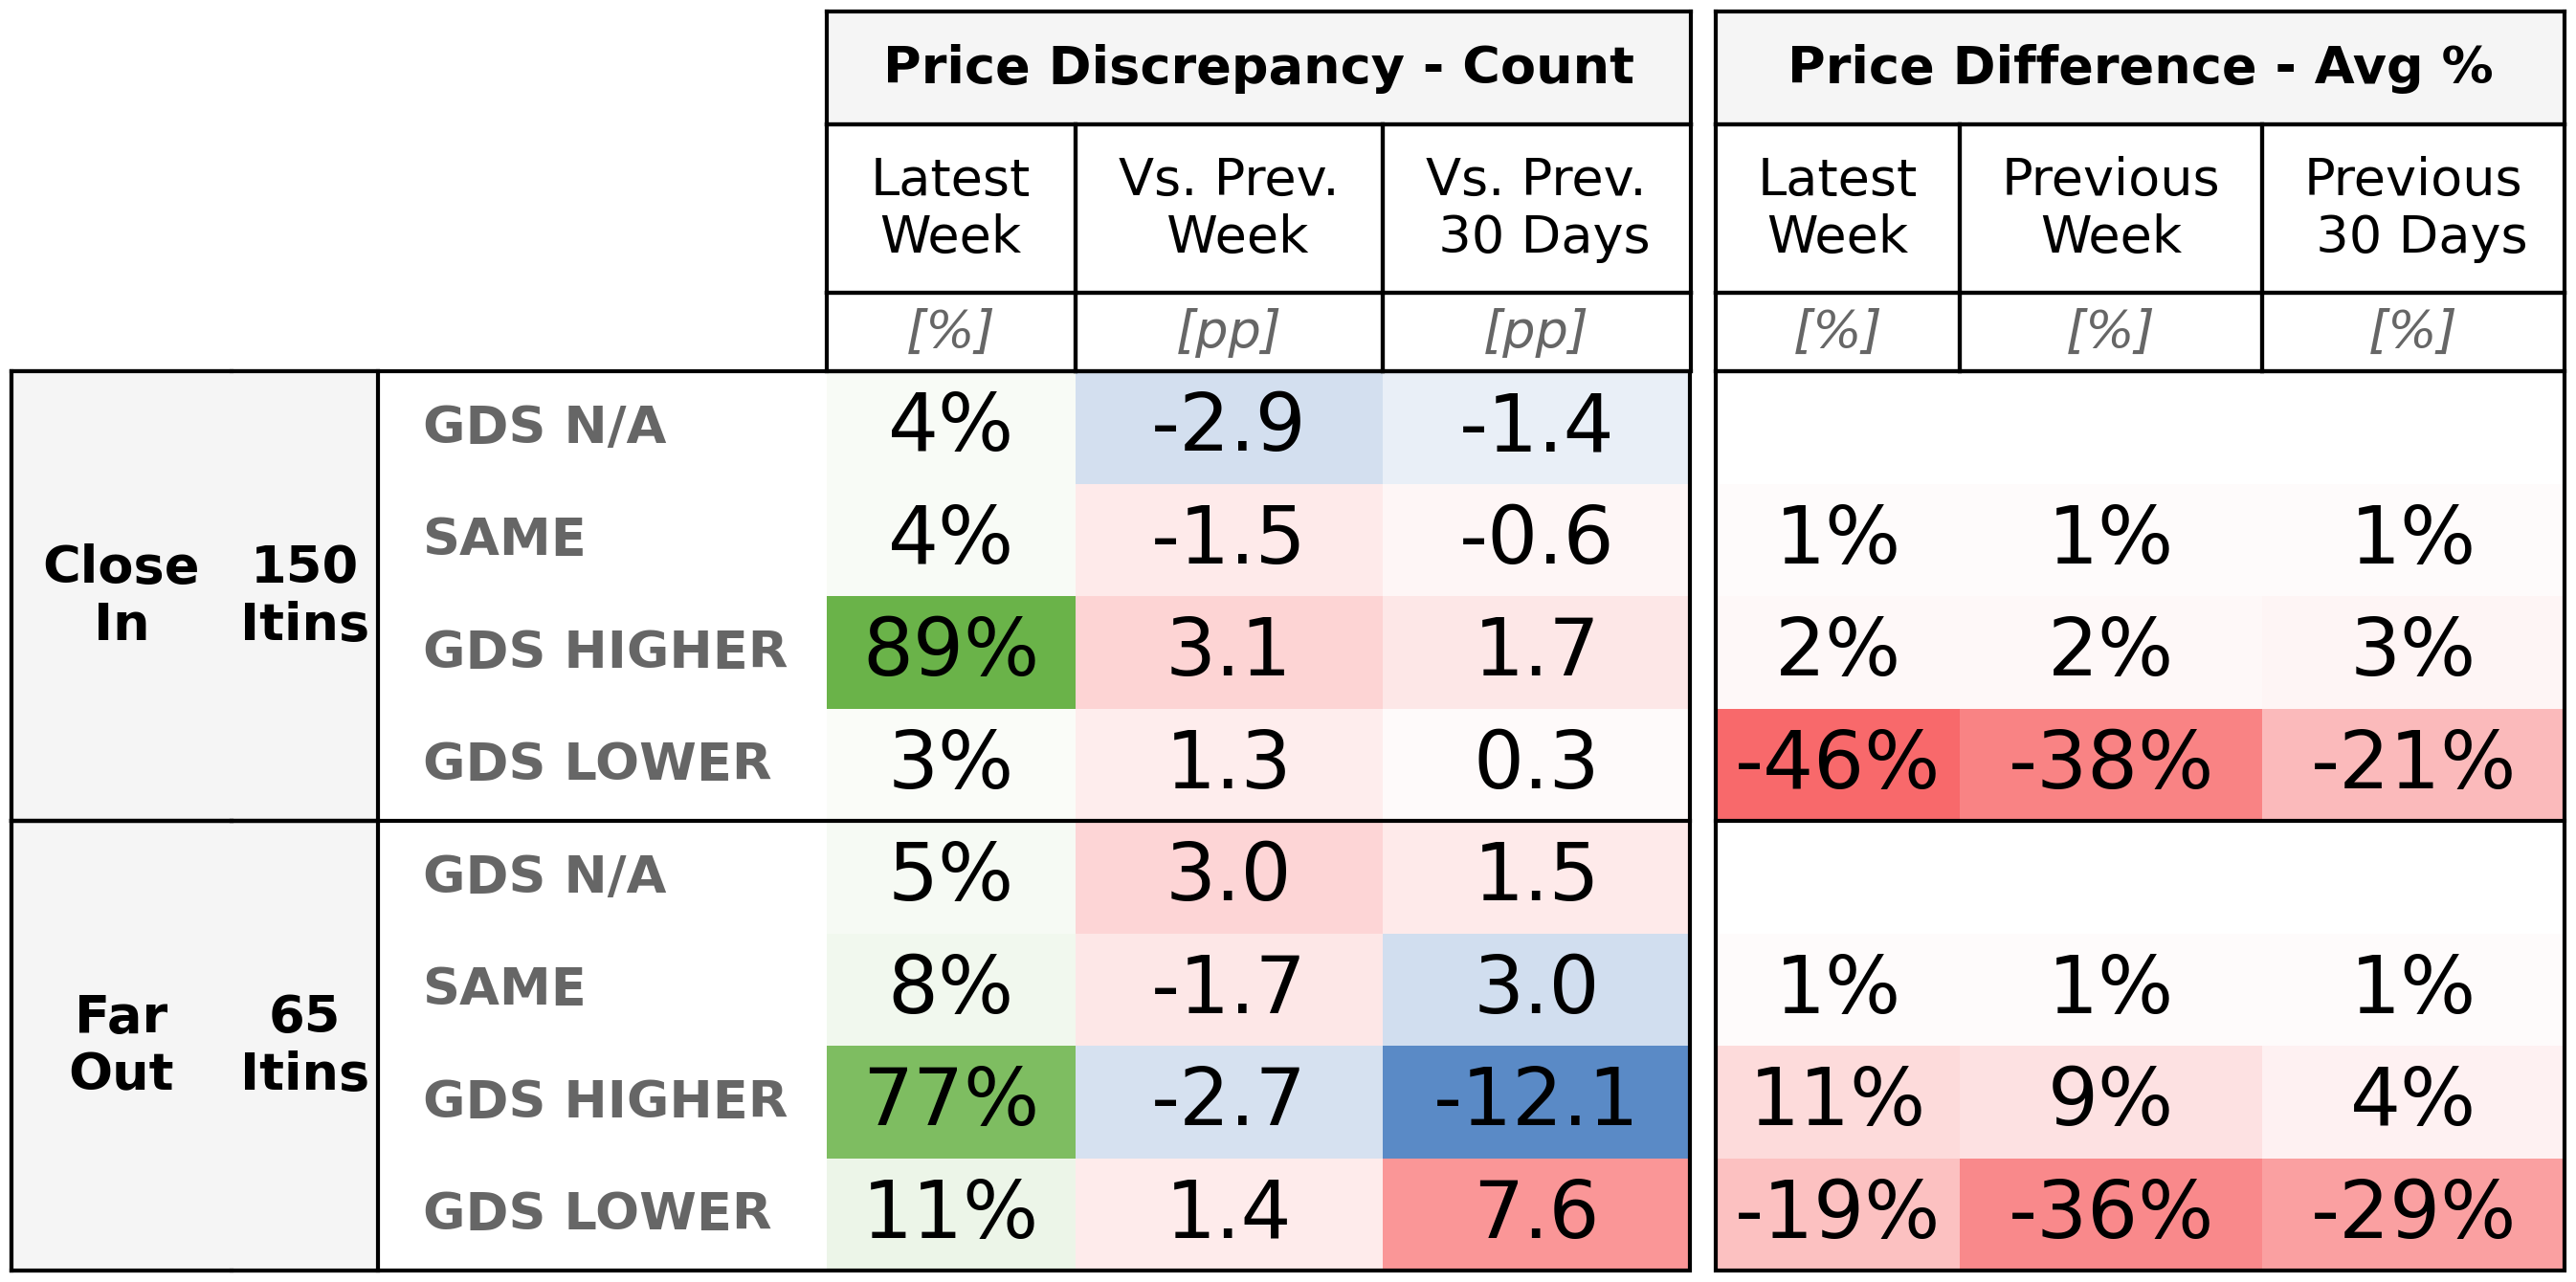 Price Discrepancy - Count Price Difference - Avg %
Latest Week Vs. Prev. Week Vs. Prev. 30 Days Latest Week Previous Week Previous 30 Days
[%] [pp] [pp] [%] [%] [%]
Close In 150 Itins
GDS N/A 4% -2.9 -1.4
SAME 4% -1.5 -0.6 1% 1% 1%
GDS HIGHER 89% 3.1 1.7 2% 2% 3%
GDS LOWER 3% 1.3 0.3 -46% -38% -21%
Far Out 65 Itins
GDS N/A 5% 3.0 1.5
SAME 8% -1.7 3.0 1% 1% 1%
GDS HIGHER 77% -2.7 -12.1 11% 9% 4%
GDS LOWER 11% 1.4 7.6 -19% -36% -29%